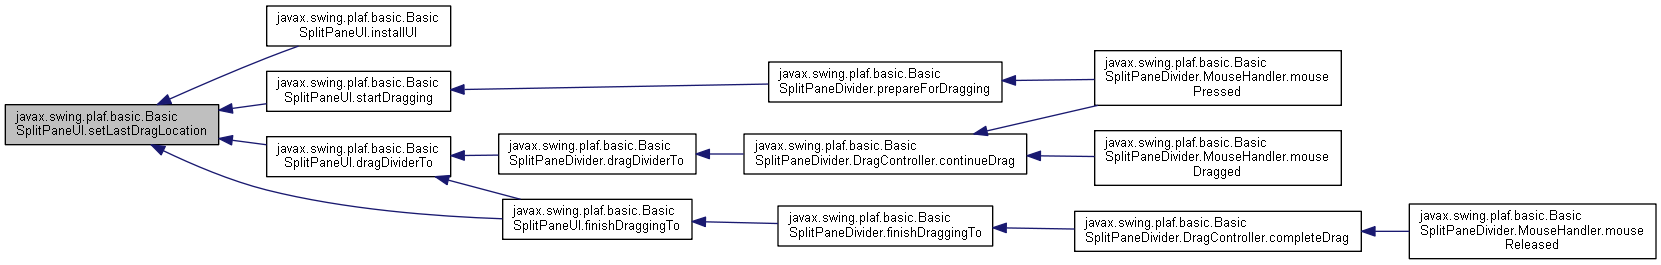 javax.swing.plaf.basic.Basic
SplitPaneUI.setLastDragLocation
javax.swing.plaf.basic.Basic
SplitPaneUI.installUI
javax.swing.plaf.basic.Basic
SplitPaneUI.startDragging
javax.swing.plaf.basic.Basic
SplitPaneUI.dragDividerTo
javax.swing.plaf.basic.Basic
SplitPaneDivider.dragDividerTo
javax.swing.plaf.basic.Basic
SplitPaneUI.finishDraggingTo
javax.swing.plaf.basic.Basic
SplitPaneDivider.prepareForDragging
javax.swing.plaf.basic.Basic
SplitPaneDivider.DragController.continueDrag
javax.swing.plaf.basic.Basic
SplitPaneDivider.finishDraggingTo
javax.swing.plaf.basic.Basic
SplitPaneDivider.MouseHandler.mouse
Pressed
javax.swing.plaf.basic.Basic
SplitPaneDivider.MouseHandler.mouse
Dragged
javax.swing.plaf.basic.Basic
SplitPaneDivider.DragController.completeDrag
javax.swing.plaf.basic.Basic
SplitPaneDivider.MouseHandler.mouse
Released